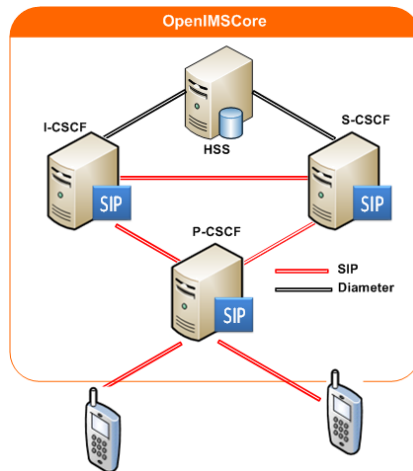 OpenIMSCore
I-CSCF
HSS
S-CSCF
SIP
SIP
P-CSCF
SIP
SIP
Diameter